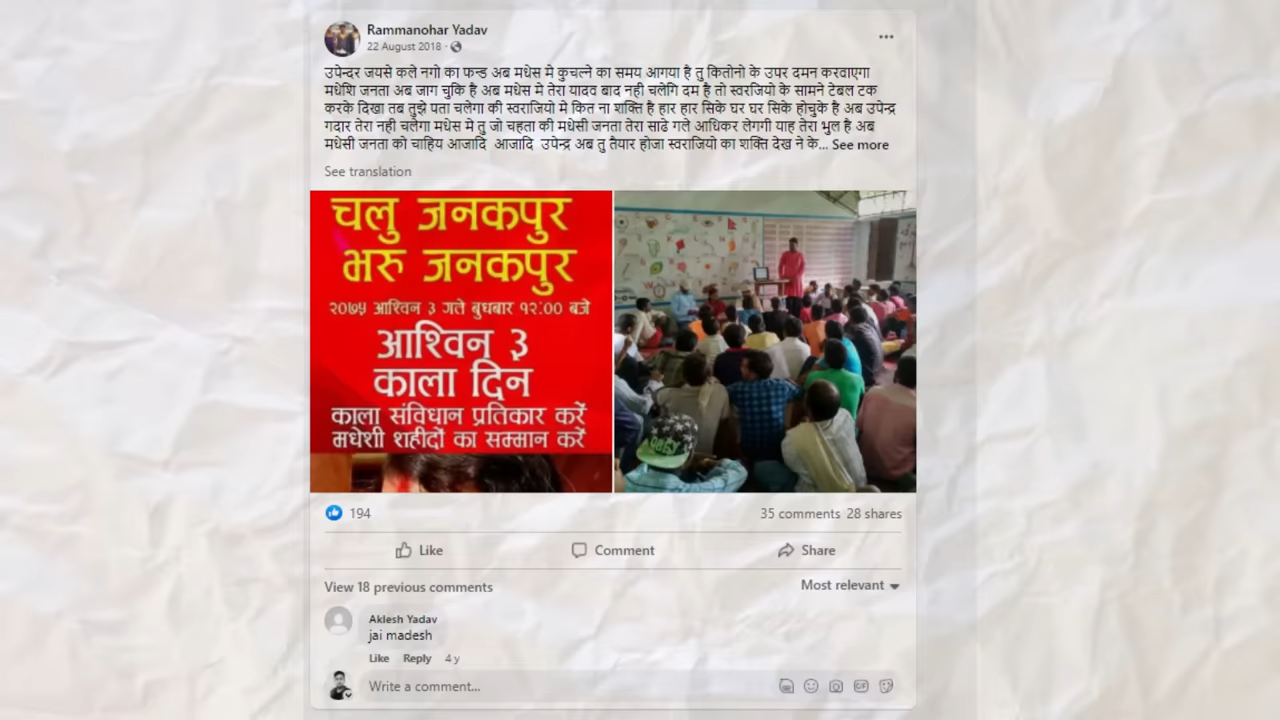 Rammanohar Yadav
22 August 2018 ·
उपेन्दर जयसे कले नगो का फन्ड अब मधेस मे कुचल्ने का समय आगया है तु कितोनो के उपर दमन करवाएगा
मधेशि जनता अब जाग चुकि है अब मधेस मे तेरा यादव बाद नही चलेगि दम है तो स्वरजियो के सामने टेबल टक
करके दिखा तब तुझे पता चलेगा की स्वराजियो मे कित ना शक्ति है हार हार सिके घर घर सिके होचुके है अब उपेन्द्र
गदार तेरा नही चलेगा मधेस मे तु जो चहता की मधेसी जनता तेरा साढे गले आधिकर लेगगी याह तेरा भुल है अब
मधेसी जनता को चाहिय आजादि आजादि उपेन्द्र अब तु तैयार होजा स्वराजियो का शक्ति देख ने के... See more
See translation
चलु जनकपुर
भरु जनकपुर
२०७५ आश्विन ३ गते बुधबार १२:०० बजे
आश्विन ३
काला दिन
काला संविधान प्रतिकार करें
मधेशी शहीदों का सम्मान करें
194
35 comments 28 shares
Like
Comment
Share
View 18 previous comments
Most relevant
Aklesh Yadav
jai madesh
Like Reply 4 y
Write a comment...
GIF